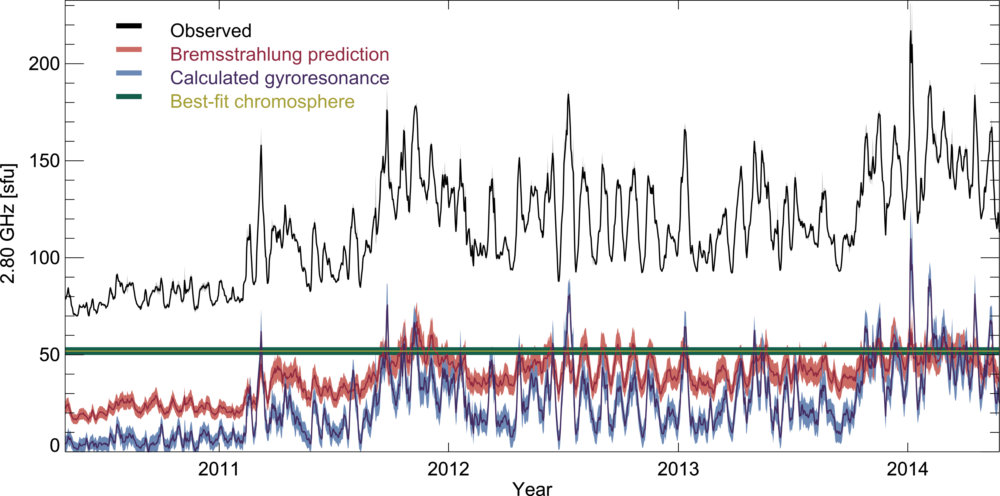 Observed
Bremsstrahlung prediction
Calculated gyroresonance
Best-fit chromosphere
2.80 GHz [sfu]
200
150
100
50
0
2011
2012
2013
2014
Year